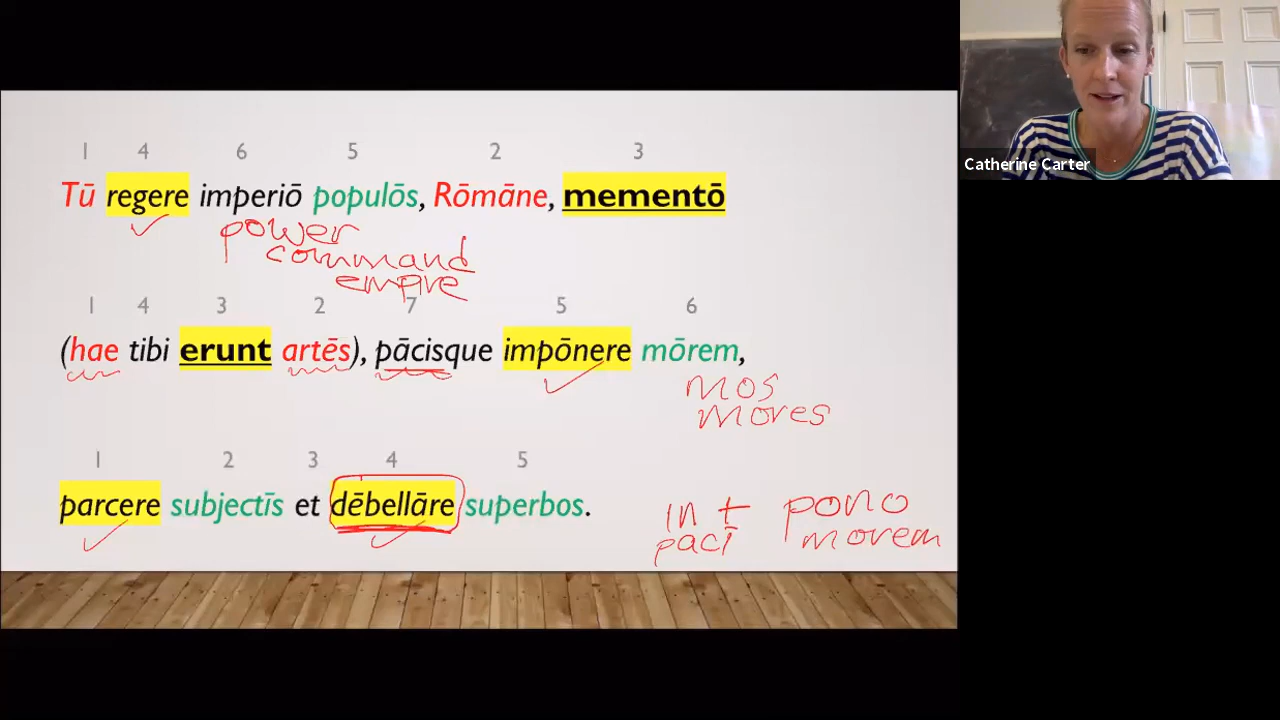 Catherine Carter
1 4 6 5 2 3
Tū regere imperiō populōs, Rōmāne, mementō
power
command
empire
1 4 3 2 7 5 6
(hae tibi erunt artēs), pācisque impōnere mōrem,
mos
mores
1 2 3 4 5
parcere subjectīs et dēbellāre superbos.
in + pono
pacī morem